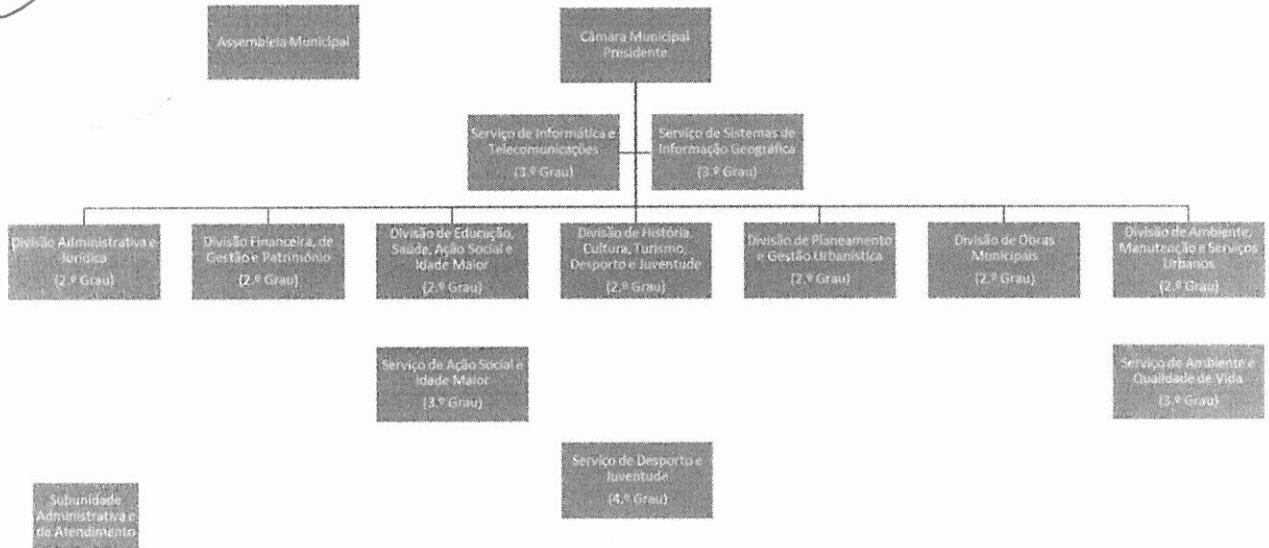 Assembleia Municipal
Câmara Municipal
Presidente
Serviço de Informática e
Telecomunicações
(3.º Grau)
Serviço de Sistemas de
Informação Geográfica
(3.º Grau)
Divisão Administrativa e
Jurídica
(2.º Grau)
Divisão Financeira, de
Gestão e Património
(2.º Grau)
Divisão de Educação,
Saúde, Ação Social e
Idade Maior
(2.º Grau)
Divisão de História,
Cultura, Turismo,
Desporto e Juventude
(2.º Grau)
Divisão de Planeamento
e Gestão Urbanística
(2.º Grau)
Divisão de Obras
Municipais
(2.º Grau)
Divisão de Ambiente,
Manutenção e Serviços
Urbanos
(2.º Grau)
Serviço de Ação Social e
Idade Maior
(3.º Grau)
Serviço de Ambiente e
Qualidade de Vida
(3.º Grau)
Serviço de Desporto e
Juventude
(4.º Grau)
Subunidade
Administrativa e
de Atendimento